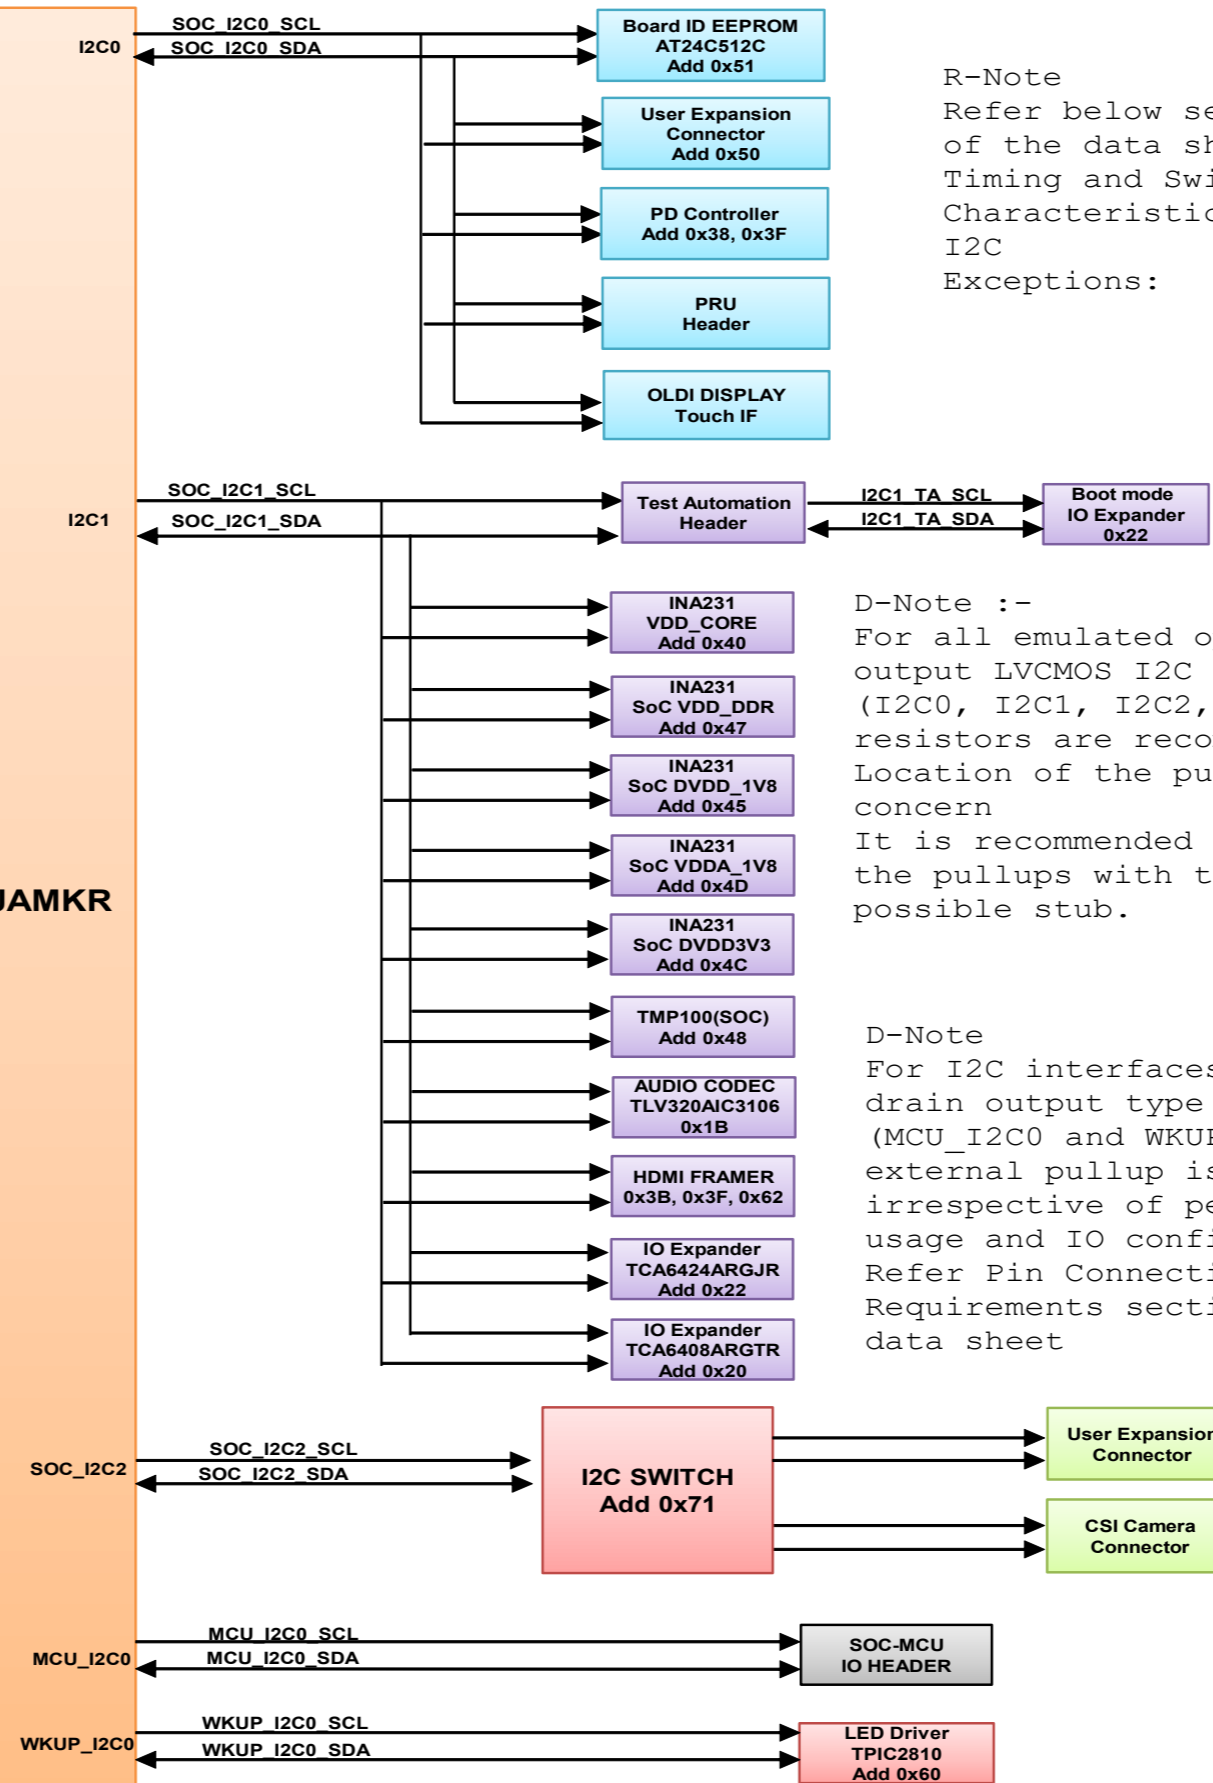 SOC_I2C0_SCL
I2C0
SOC_I2C0_SDA
Board ID EEPROM
AT24C512C
Add 0x51
User Expansion
Connector
Add 0x50
PD Controller
Add 0x38, 0x3F
PRU
Header
OLDI DISPLAY
Touch IF
R-Note
Refer below se
of the data sh
Timing and Swi
Characteristic
I2C
Exceptions:
SOC_I2C1_SCL
I2C1
SOC_I2C1_SDA
Test Automation
Header
I2C1_TA_SCL
I2C1_TA_SDA
Boot mode
IO Expander
0x22
INA231
VDD_CORE
Add 0x40
INA231
SoC VDD_DDR
Add 0x47
INA231
SoC DVDD_1V8
Add 0x45
INA231
SoC VDDA_1V8
Add 0x4D
INA231
SoC DVDD3V3
Add 0x4C
TMP100(SOC)
Add 0x48
AUDIO CODEC
TLV320AIC3106
0x1B
HDMI FRAMER
0x3B, 0x3F, 0x62
IO Expander
TCA6424ARGJR
Add 0x22
IO Expander
TCA6408ARGTR
Add 0x20
D-Note :-
For all emulated o
output LVCMOS I2C
(I2C0, I2C1, I2C2,
resistors are reco
Location of the pu
concern
It is recommended
the pullups with t
possible stub.
JAMKR
D-Note
For I2C interfaces
drain output type
(MCU_I2C0 and WKUP
external pullup is
irrespective of pe
usage and IO confi
Refer Pin Connecti
Requirements secti
data sheet
SOC_I2C2
SOC_I2C2_SCL
SOC_I2C2_SDA
I2C SWITCH
Add 0x71
User Expansion
Connector
CSI Camera
Connector
MCU_I2C0
MCU_I2C0_SCL
MCU_I2C0_SDA
SOC-MCU
IO HEADER
WKUP_I2C0
WKUP_I2C0_SCL
WKUP_I2C0_SDA
LED Driver
TPIC2810
Add 0x60